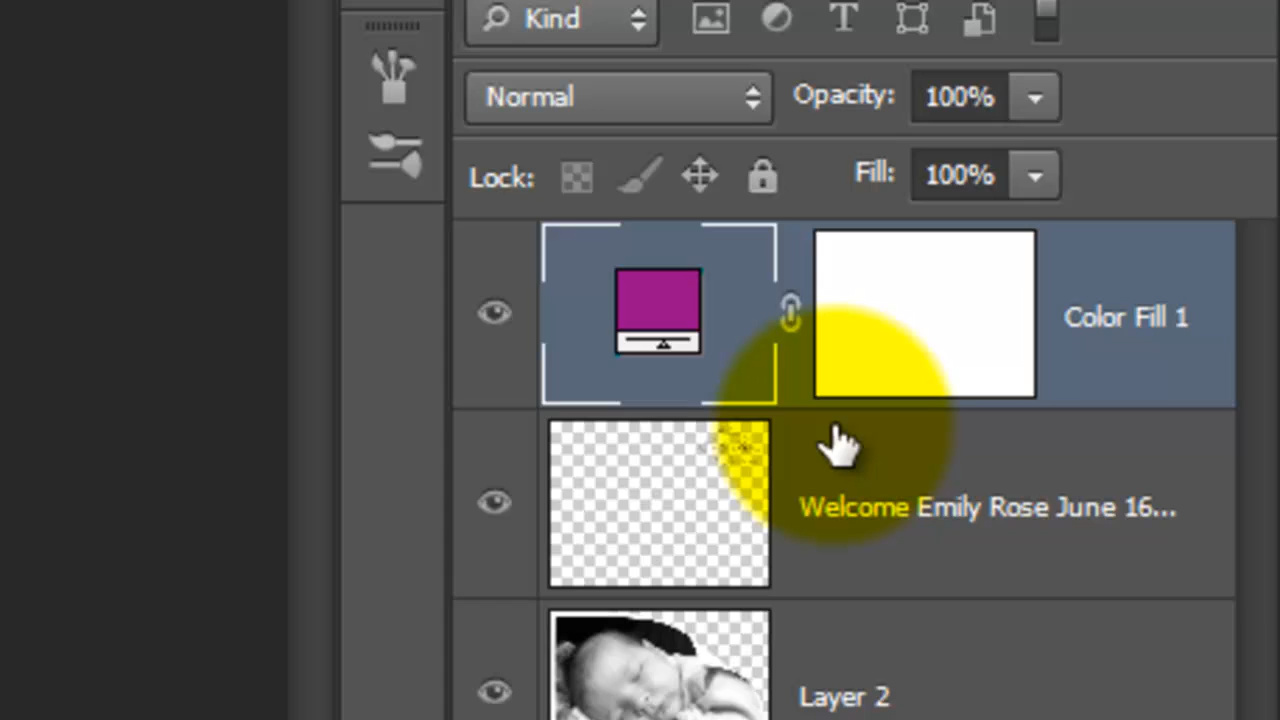 Kind
Normal
Opacity: 100%
Lock:
Fill: 100%
Color Fill 1
Welcome Emily Rose June 16...
Layer 2